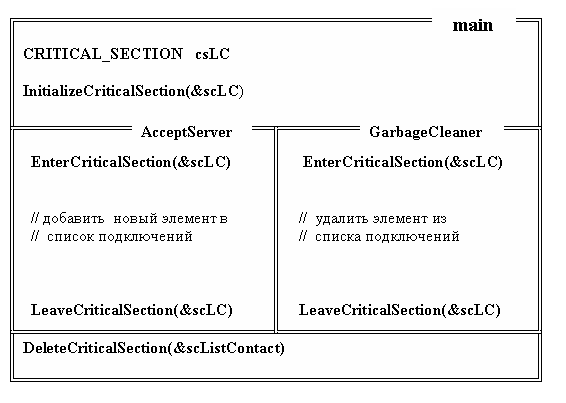 main
CRITICAL_SECTION csLC
InitializeCriticalSection(&scLC)
AcceptServer
EnterCriticalSection(&scLC)
// добавить новый элемент в
// список подключений
LeaveCriticalSection(&scLC)
GarbageCleaner
EnterCriticalSection(&scLC)
// удалить элемент из
// списка подключений
LeaveCriticalSection(&scLC)
DeleteCriticalSection(&scListContact)